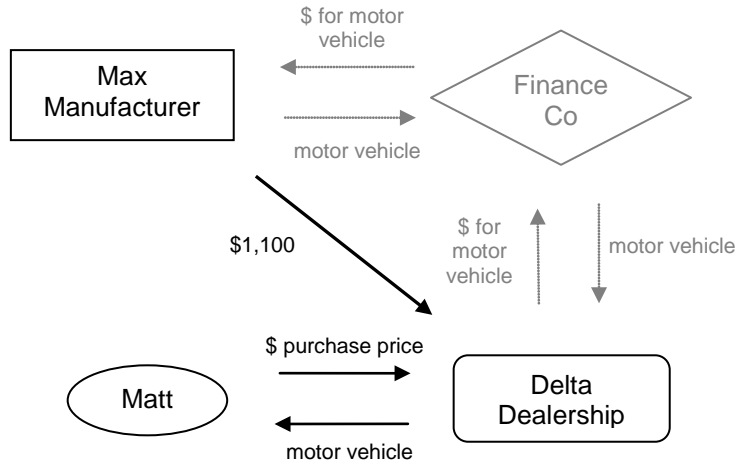 $ for motor
vehicle
Max
Manufacturer
Finance
Co
motor vehicle
$1,100
$ for
motor
vehicle
motor vehicle
$ purchase price
Matt
Delta
Dealership
motor vehicle